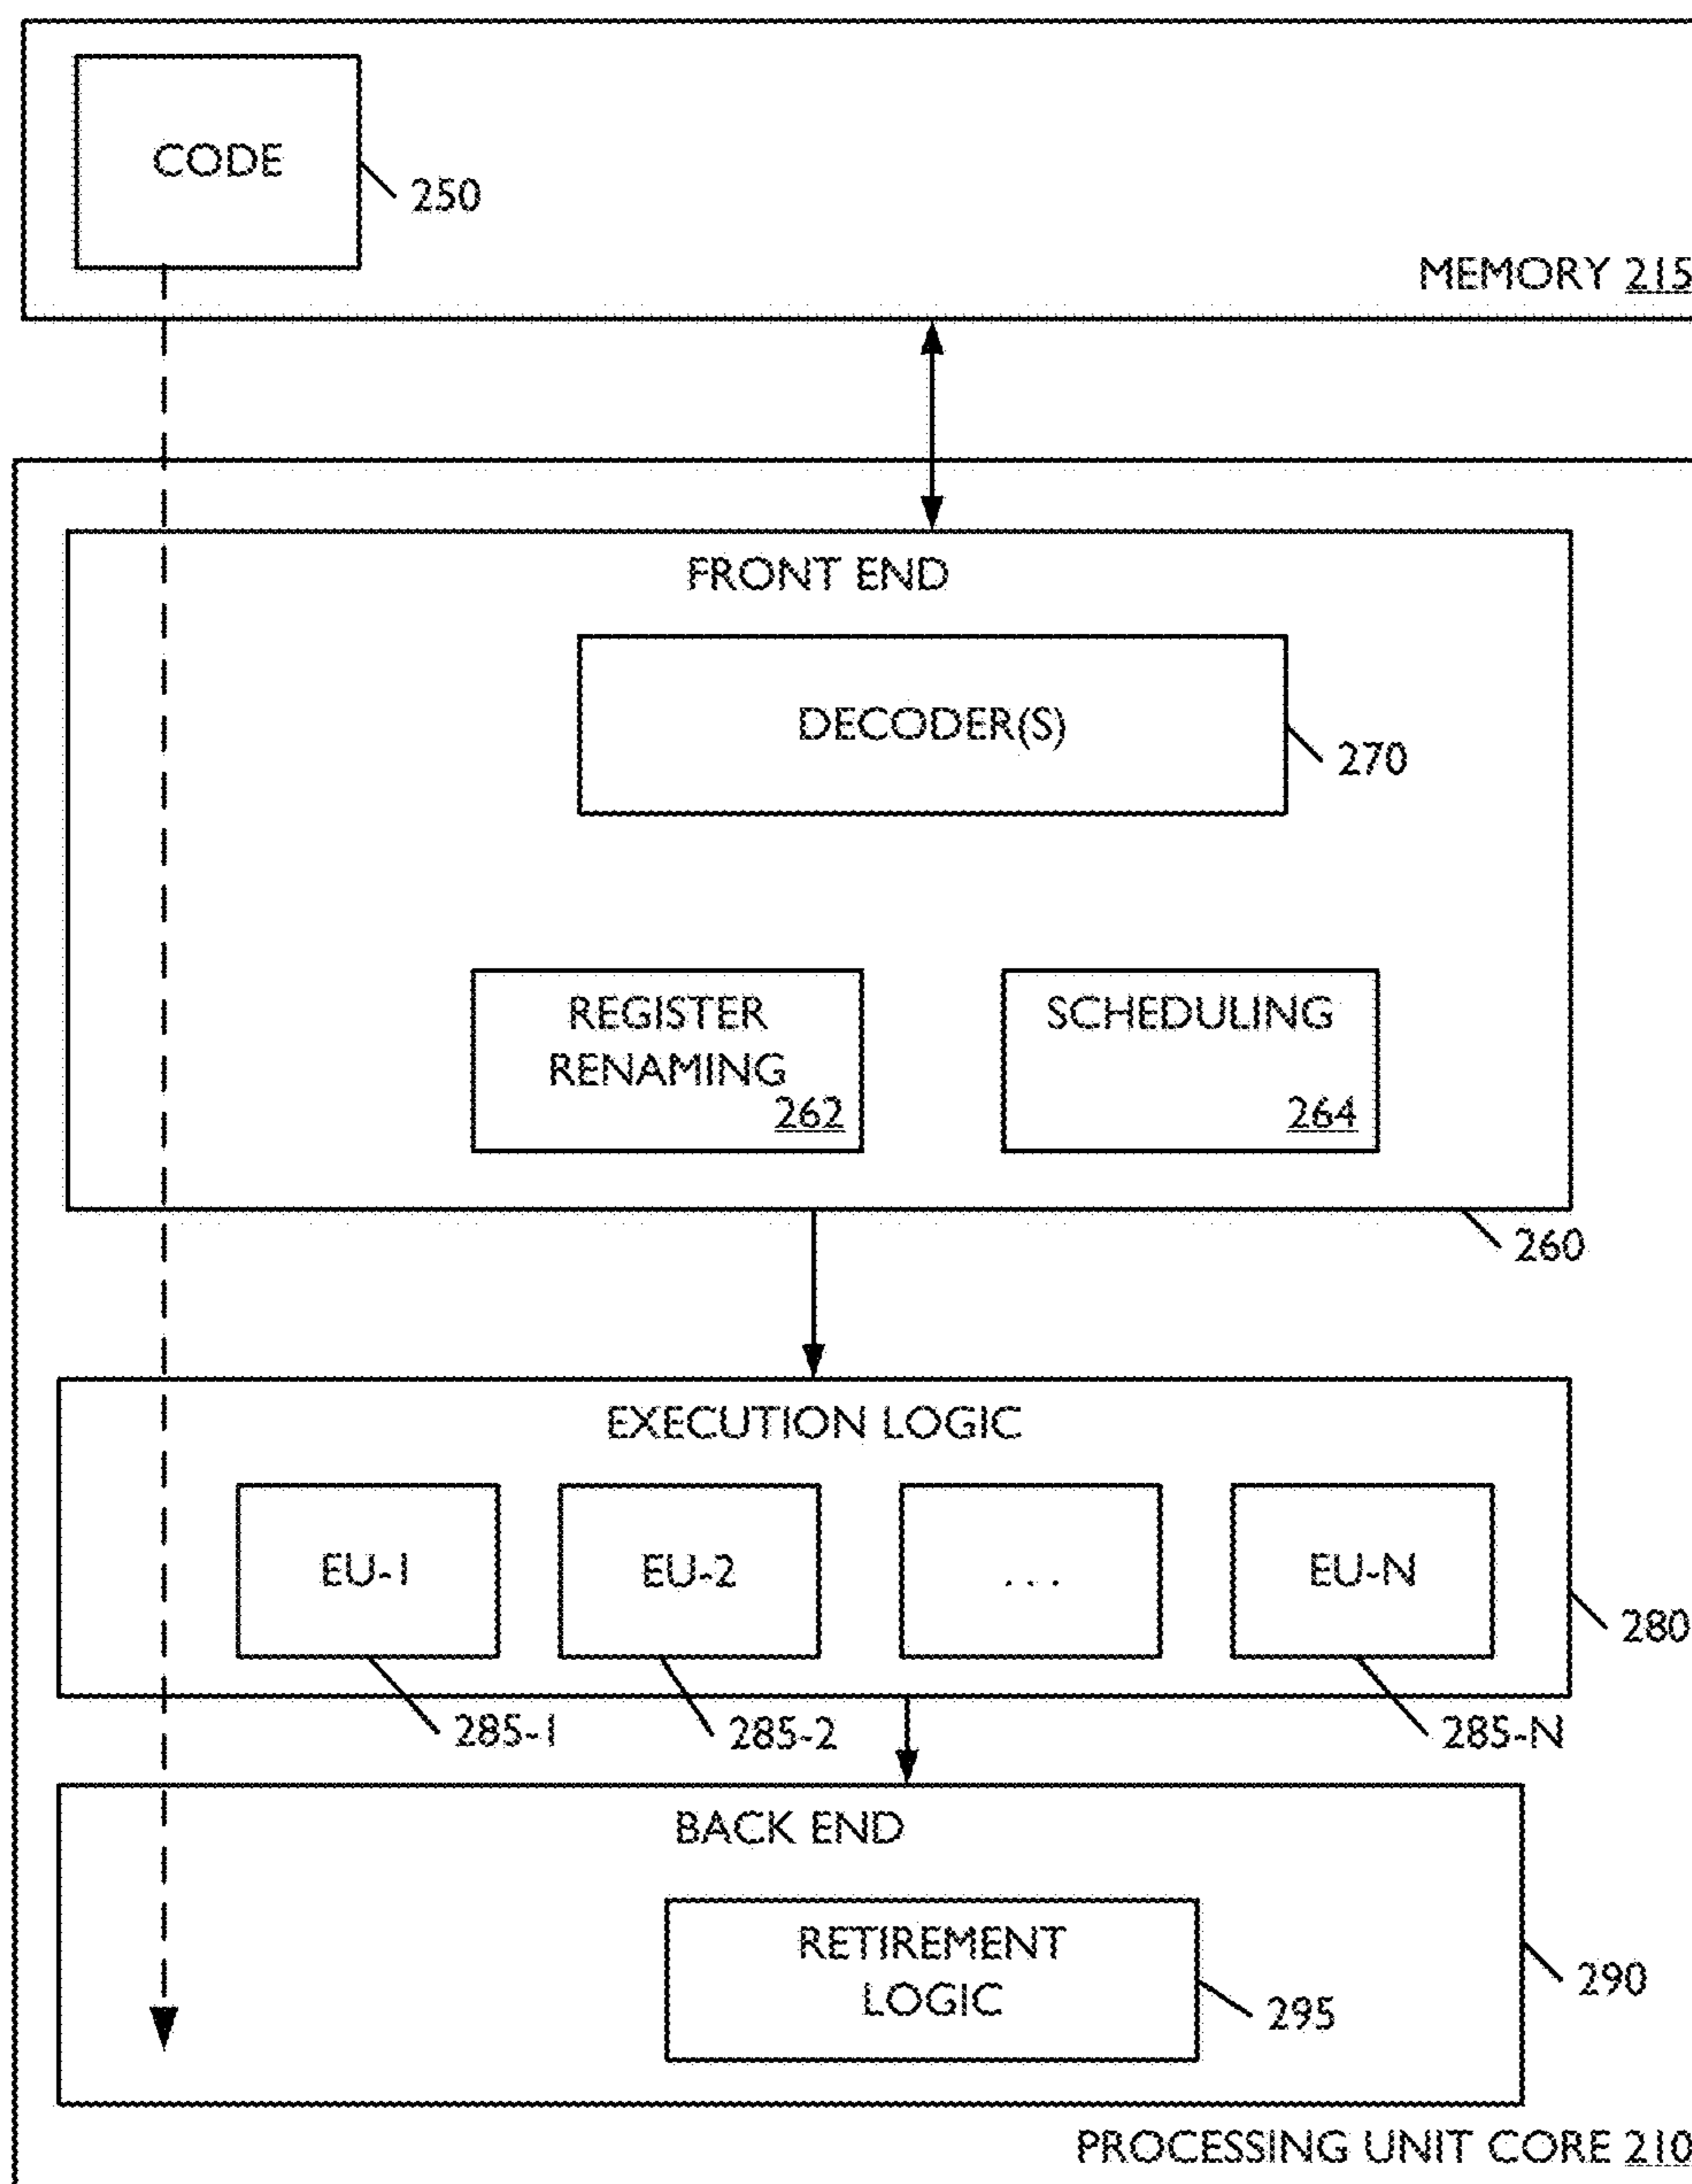 CODE
250
MEMORY 215
FRONT END
DECODER(S)
270
REGISTER
RENAMING
262
SCHEDULING
264
260
EXECUTION LOGIC
EU-1
EU-2
...
EU-N
280
285-1
285-2
285-N
BACK END
RETIREMENT
LOGIC
290
295
PROCESSING UNIT CORE 210